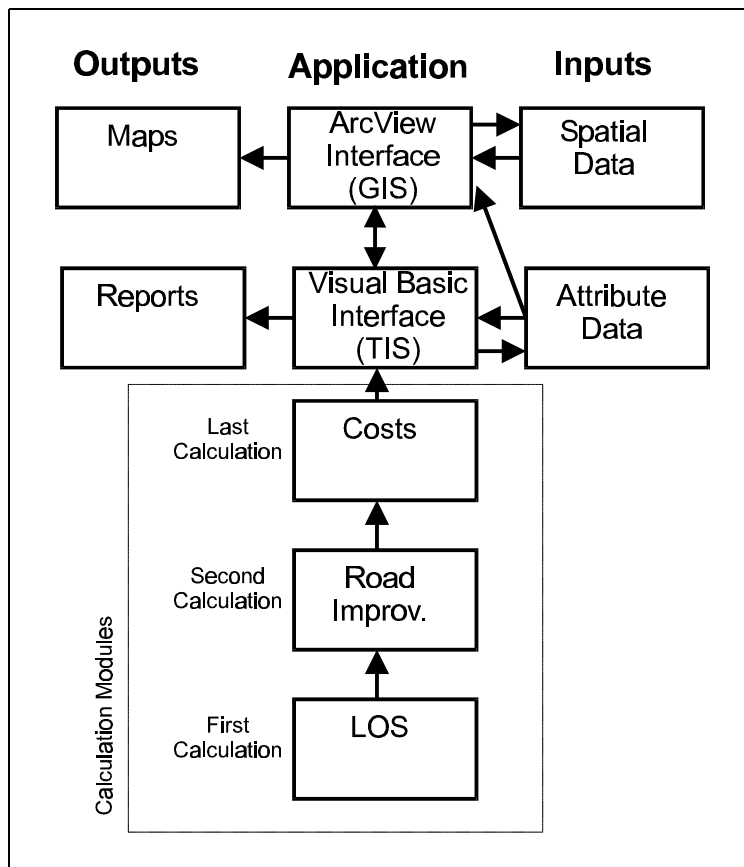 Outputs
Application
Inputs
Maps
ArcView
Interface
(GIS)
Spatial
Data
Reports
Visual Basic
Interface
(TIS)
Attribute
Data
Last
Calculation
Costs
Second
Calculation
Road
Improv.
First
Calculation
LOS
Calculation Modules